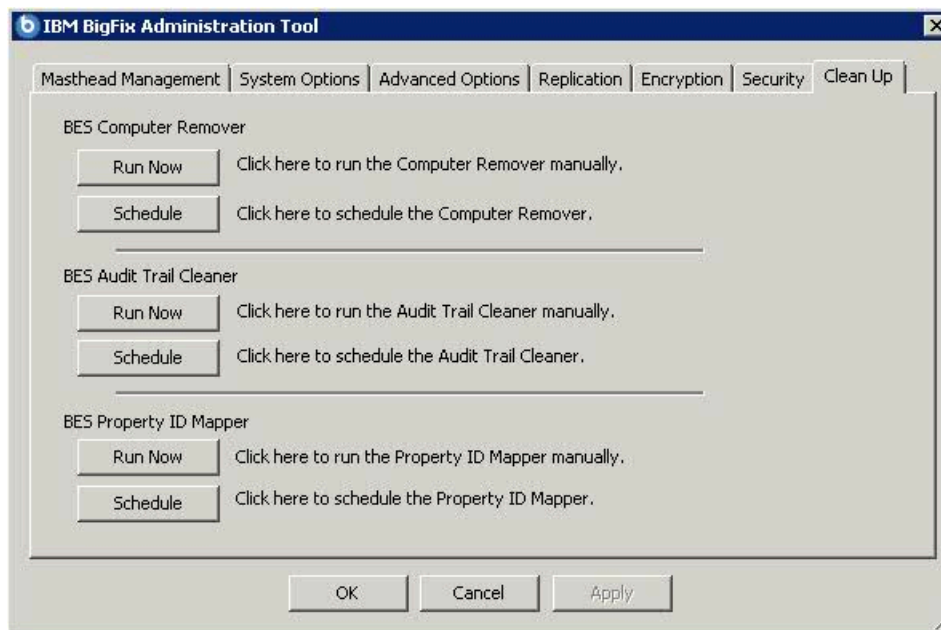 IBM BigFix Administration Tool
Masthead Management System Options Advanced Options Replication Encryption Security Clean Up
BES Computer Remover
Run Now Click here to run the Computer Remover manually.
Schedule Click here to schedule the Computer Remover.
BES Audit Trail Cleaner
Run Now Click here to run the Audit Trail Cleaner manually.
Schedule Click here to schedule the Audit Trail Cleaner.
BES Property ID Mapper
Run Now Click here to run the Property ID Mapper manually.
Schedule Click here to schedule the Property ID Mapper.
OK Cancel Apply